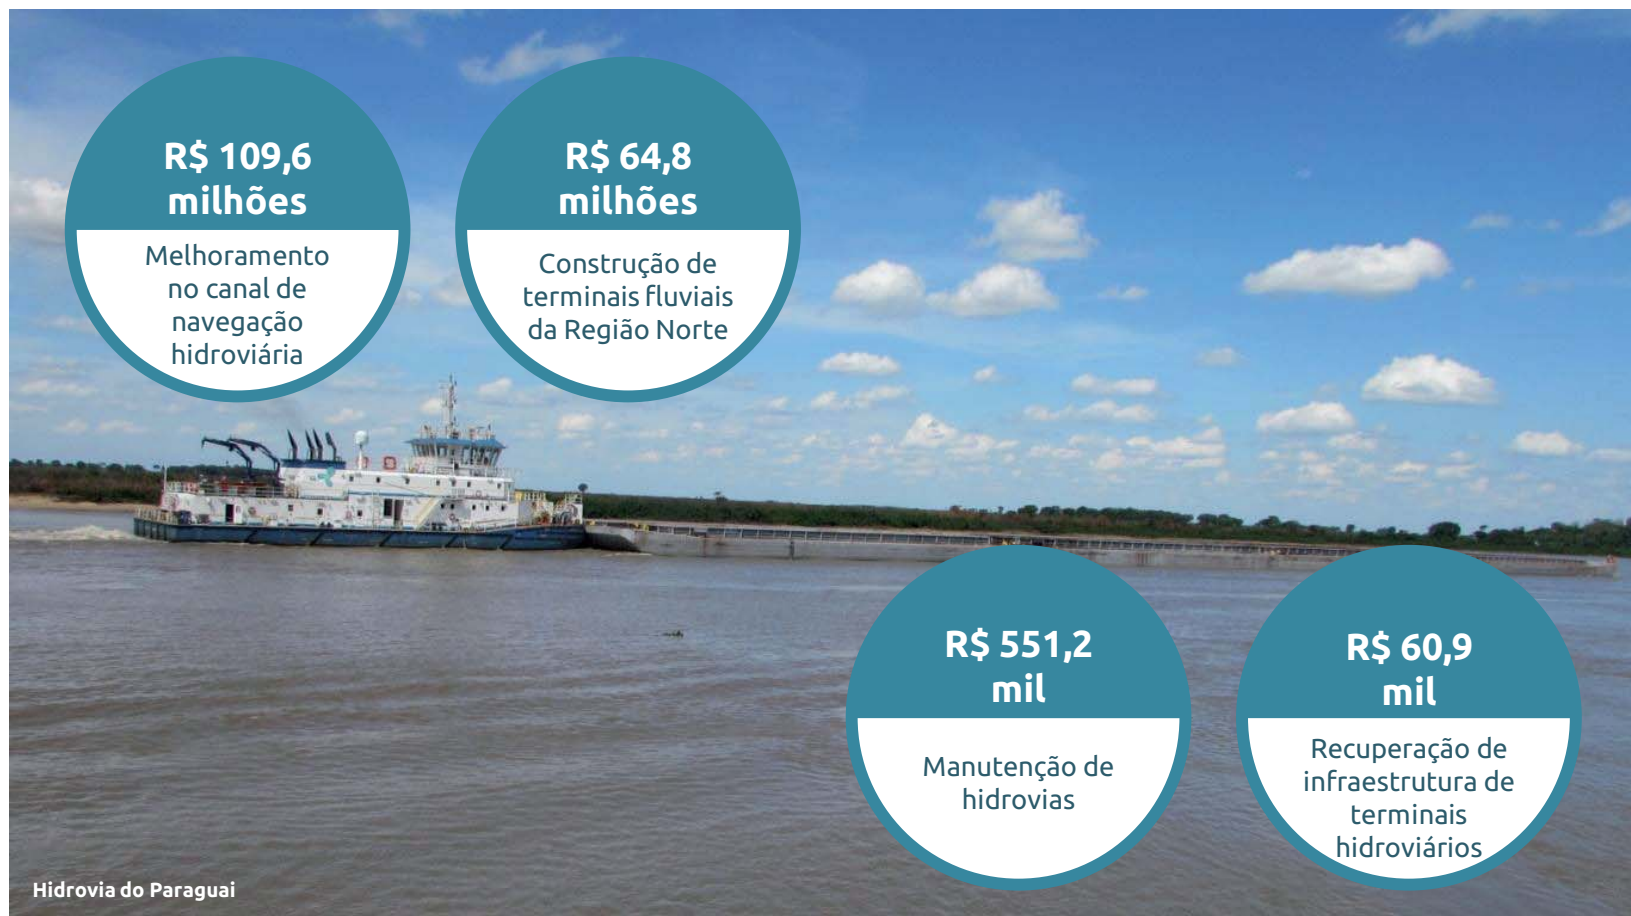 R$ 109,6
milhões
Melhoramento
no canal de
navegação
hidroviária
R$ 64,8
milhões
Construção de
terminais fluviais
da Região Norte
R$ 551,2
mil
Manutenção de
hidrovias
R$ 60,9
mil
Recuperação de
infraestrutura de
terminais
hidroviários
Hidrovia do Paraguai